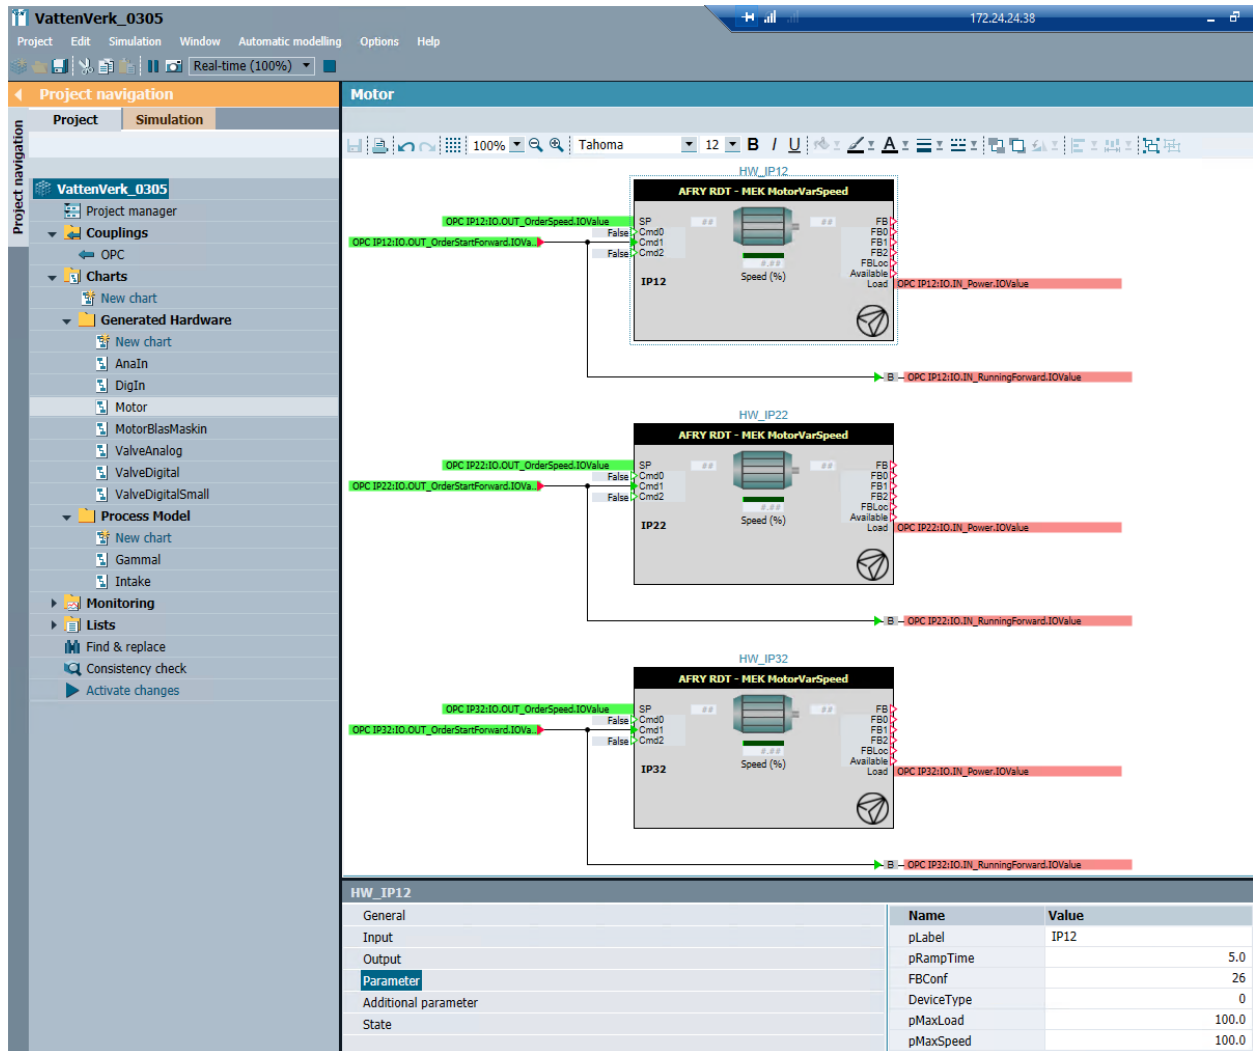 VattenVerk_0305
172.24.24.38
Project Edit Simulation Window Automatic modelling Options Help
Real-time (100%)
Project navigation
Motor
Project navigation
Project Simulation
100% Tahoma 12 B I U A
VattenVerk_0305
Project manager
Couplings
OPC
Charts
New chart
Generated Hardware
New chart
AnaIn
DigIn
Motor
MotorBlasMaskin
ValveAnalog
ValveDigital
ValveDigitalSmall
Process Model
New chart
Gammal
Intake
Monitoring
Lists
Find & replace
Consistency check
Activate changes
HW_IP12
AFRY RDT - MEK MotorVarSpeed
OPC IP12:IO.OUT_OrderSpeed.IOValue SP ## ## FB
False Cmd0 FB0
OPC IP12:IO.OUT_OrderStartForward.IOVa.. Cmd1 FB1
False Cmd2 FB2
#.## FBLoc
Speed (%) Available
IP12 Load OPC IP12:IO.IN_Power.IOValue
B OPC IP12:IO.IN_RunningForward.IOValue
HW_IP22
AFRY RDT - MEK MotorVarSpeed
OPC IP22:IO.OUT_OrderSpeed.IOValue SP ## ## FB
False Cmd0 FB0
OPC IP22:IO.OUT_OrderStartForward.IOVa.. Cmd1 FB1
False Cmd2 FB2
#.## FBLoc
Speed (%) Available
IP22 Load OPC IP22:IO.IN_Power.IOValue
B OPC IP22:IO.IN_RunningForward.IOValue
HW_IP32
AFRY RDT - MEK MotorVarSpeed
OPC IP32:IO.OUT_OrderSpeed.IOValue SP ## ## FB
False Cmd0 FB0
OPC IP32:IO.OUT_OrderStartForward.IOVa.. Cmd1 FB1
False Cmd2 FB2
#.## FBLoc
Speed (%) Available
IP32 Load OPC IP32:IO.IN_Power.IOValue
B OPC IP32:IO.IN_RunningForward.IOValue
HW_IP12
General
Input
Output
Parameter
Additional parameter
State
Name Value
pLabel IP12
pRampTime 5.0
FBConf 26
DeviceType 0
pMaxLoad 100.0
pMaxSpeed 100.0